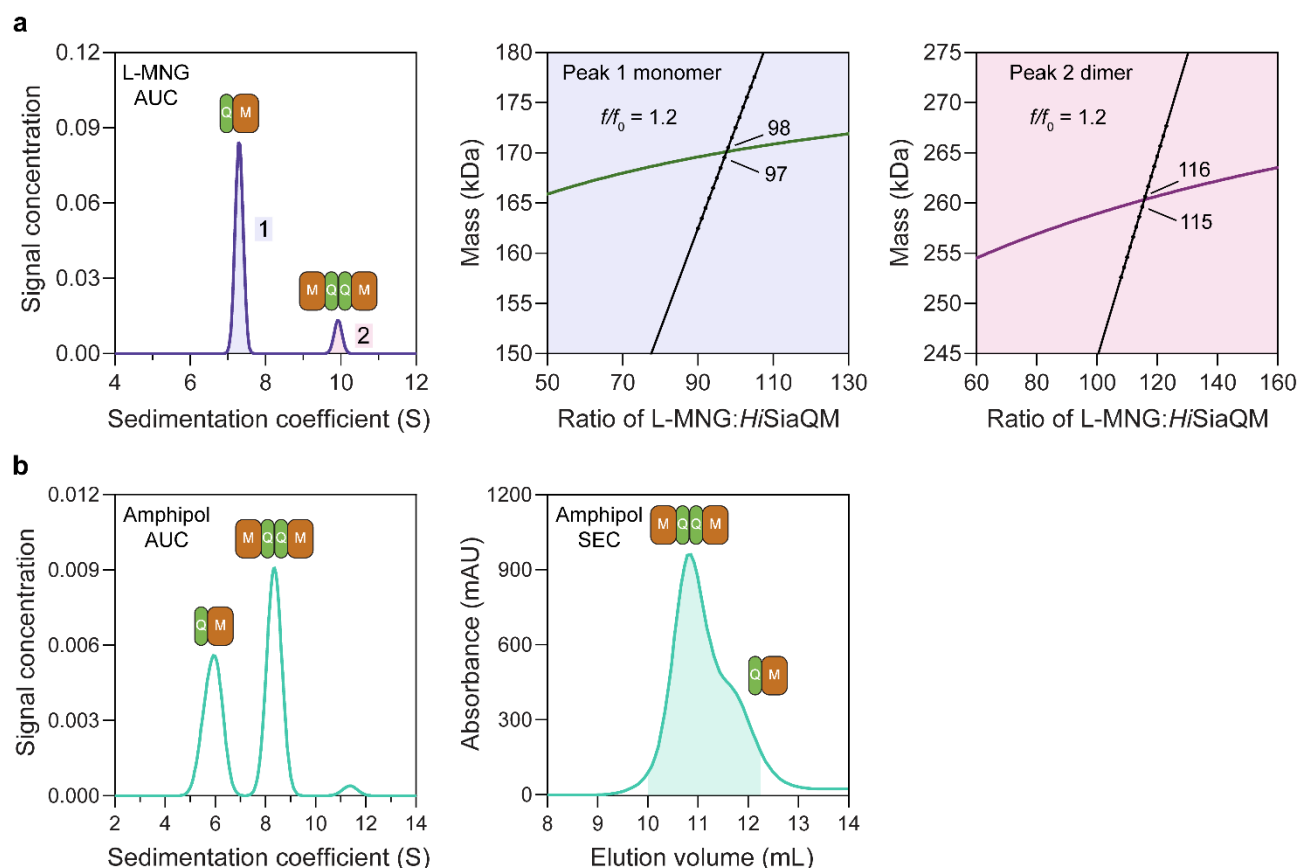 a
L-MNG
AUC
Q M
M Q Q M
1
2
0.12
0.09
0.06
0.03
0.00
Signal concentration
4 6 8 10 12
Sedimentation coefficient (S)
Peak 1 monomer
f/f0 = 1.2
98
97
180
175
170
165
160
155
150
Mass (kDa)
50 70 90 110 130
Ratio of L-MNG:HiSiaQM
Peak 2 dimer
f/f0 = 1.2
116
115
275
270
265
260
255
250
245
Mass (kDa)
60 80 100 120 140 160
Ratio of L-MNG:HiSiaQM
b
Amphipol
AUC
M Q Q M
Q M
0.012
0.009
0.006
0.003
0.000
Signal concentration
2 4 6 8 10 12 14
Sedimentation coefficient (S)
Amphipol
SEC
M Q Q M
Q M
1200
900
600
300
0
Absorbance (mAU)
8 9 10 11 12 13 14
Elution volume (mL)